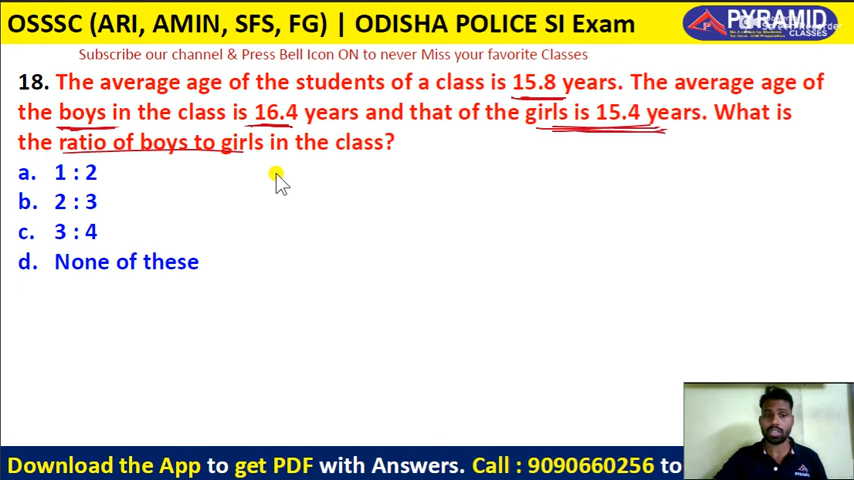 OSSSC (ARI, AMIN, SFS, FG) | ODISHA POLICE SI Exam
PYRAMID
CLASSES
Subscribe our channel & Press Bell Icon ON to never Miss your favorite Classes
18. The average age of the students of a class is 15.8 years. The average age of
the boys in the class is 16.4 years and that of the girls is 15.4 years. What is
the ratio of boys to girls in the class?
a. 1 : 2
b. 2 : 3
c. 3 : 4
d. None of these
Download the App to get PDF with Answers. Call : 9090660256 to